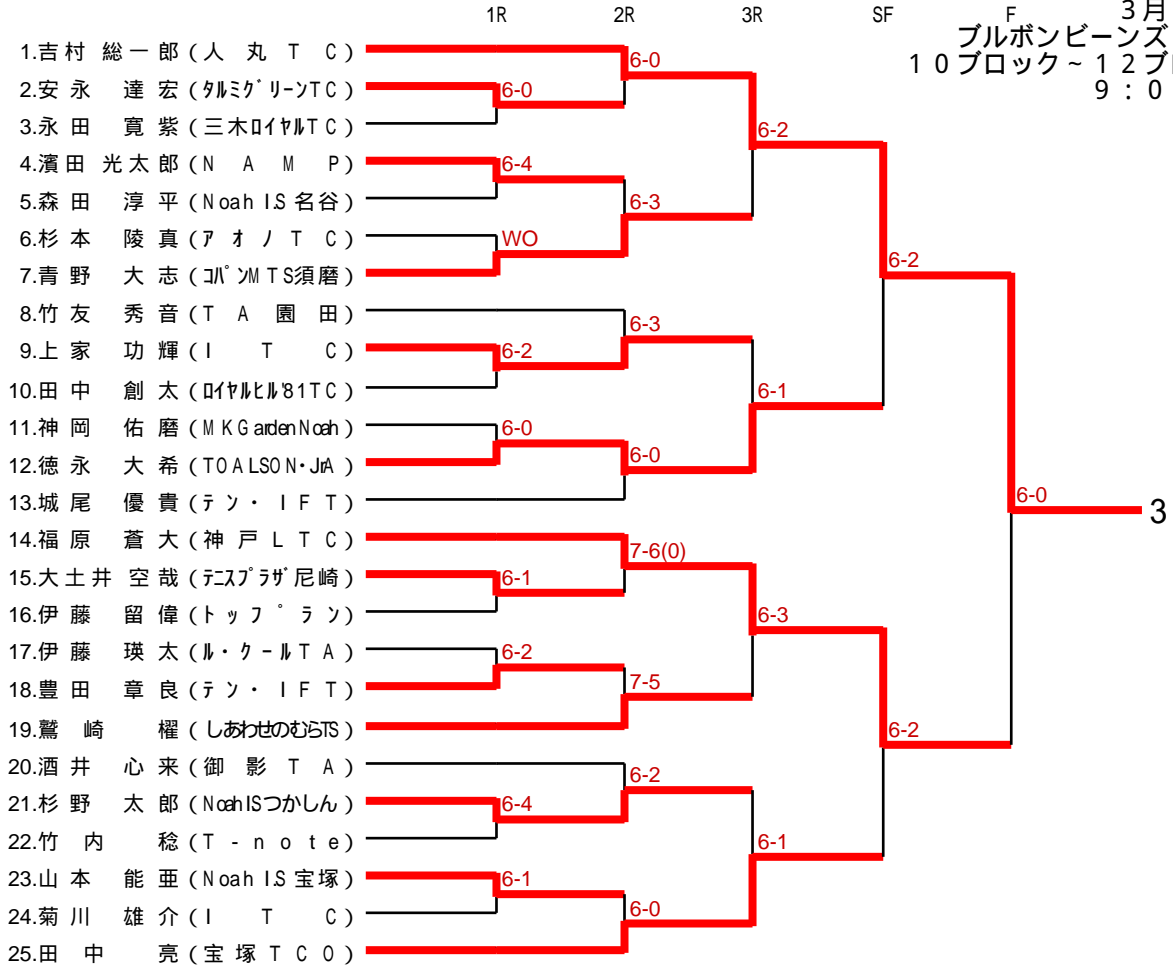 1R 2R 3R SF F 3月
ブルボンビーンズ
10ブロック~12ブ
9:0
1.吉村 総一郎(人丸TC)
6-0
2.安永 達宏(タルミグリーンTC)
6-0
3.永田 寛紫(三木ロイヤルTC)
6-2
4.濱田 光太郎(NAMP)
6-4
5.森田 淳平(Noah I.S 名谷)
6-3
6.杉本 陵真(アオノTC)
WO
7.青野 大志(コパンMTS須磨)
6-2
8.竹友 秀音(TA園田)
6-3
9.上家 功輝(ITC)
6-2
10.田中 創太(ロイヤルヒル'81TC)
6-1
11.神岡 佑磨(MKGardenNoah)
6-0
12.徳永 大希(TOALSON・JrA)
6-0
13.城尾 優貴(テン・IFT)
6-0
3
14.福原 蒼大(神戸LTC)
7-6(0)
15.大土井 空哉(テニスプラザ尼崎)
6-1
16.伊藤 留偉(トップラン)
6-3
17.伊藤 瑛太(ル・クールTA)
6-2
18.豊田 章良(テン・IFT)
7-5
19.鷲崎 櫂(しあわせのむらTS)
6-2
20.酒井 心来(御影TA)
6-2
21.杉野 太郎(NoahISつかしん)
6-4
22.竹内 稔(T-note)
6-1
23.山本 能亜(Noah I.S 宝塚)
6-1
24.菊川 雄介(ITC)
6-0
25.田中 亮(宝塚TCO)